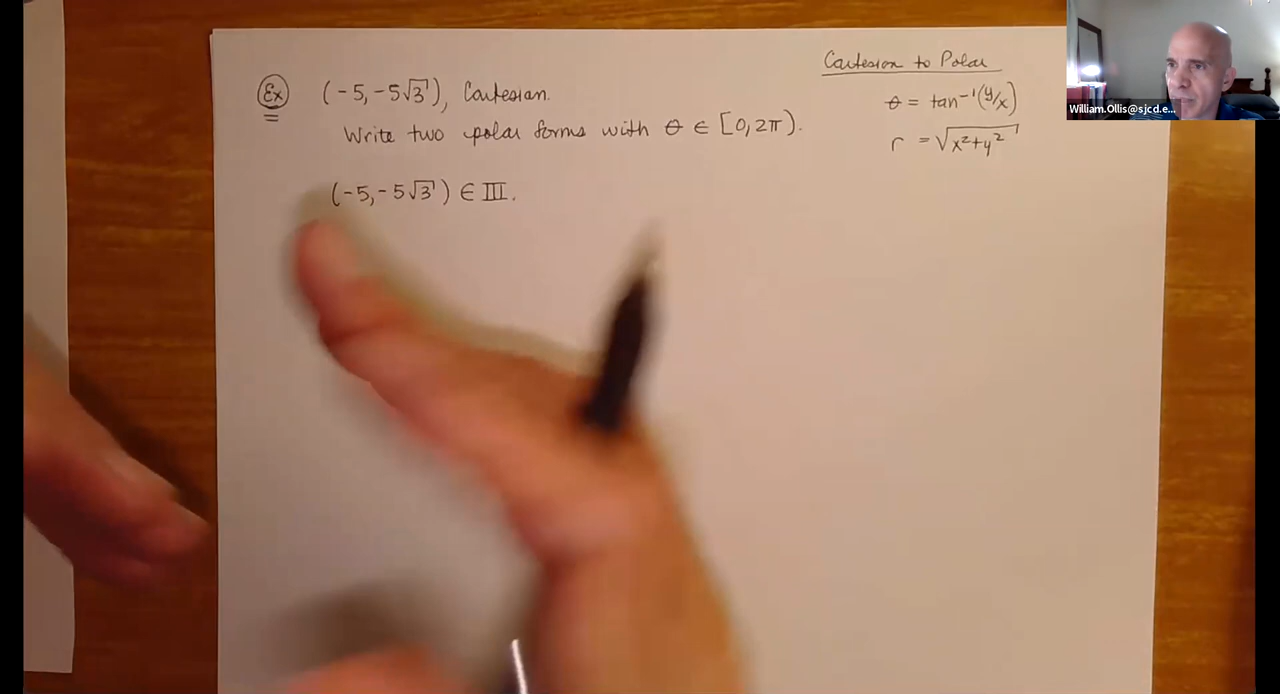 Cartesian to Polar
Ex (-5, -5√3), Cartesian.
θ = tan⁻¹(y/x)
Write two polar forms with θ ∈ [0, 2π).
r = √x²+y²
(-5, -5√3) ∈ III.
William.Ollis@sjcd.e...